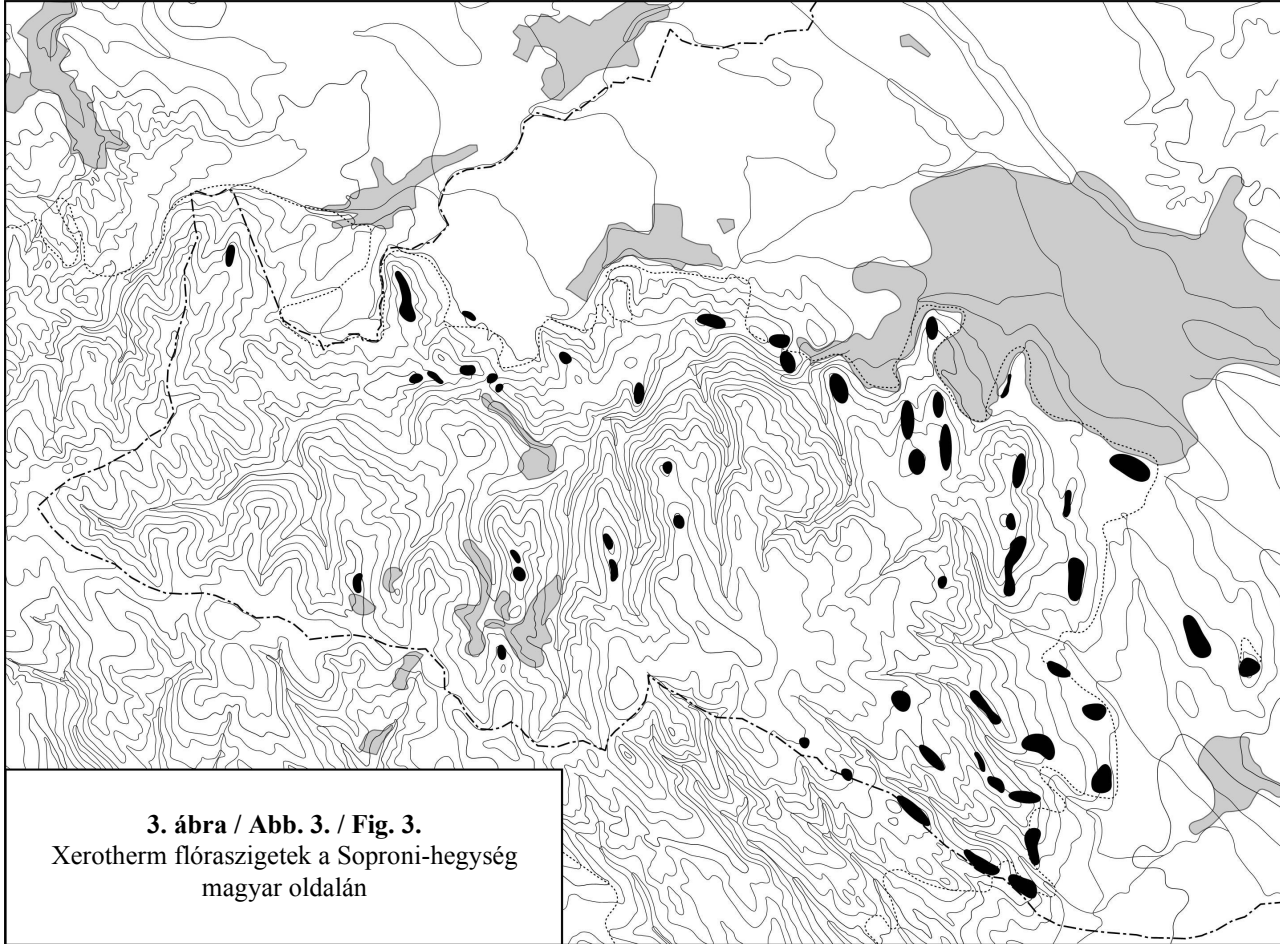 3. ábra / Abb. 3. / Fig. 3.
Xerotherm flóraszigetek a Soproni-hegység
magyar oldalán